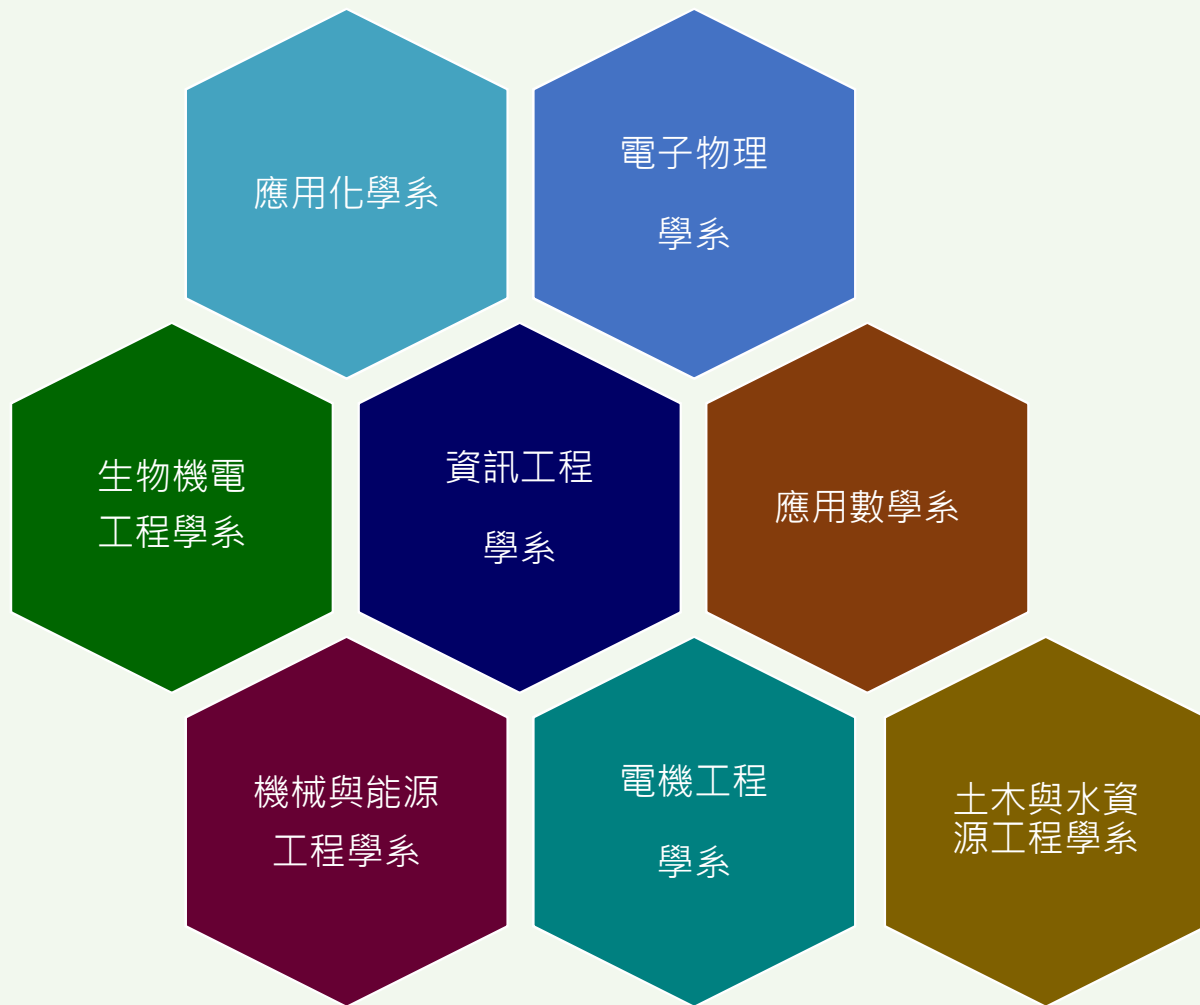 應用化學系
電子物理
學系
生物機電
工程學系
資訊工程
學系
應用數學系
機械與能源
工程學系
電機工程
學系
土木與水資
源工程學系